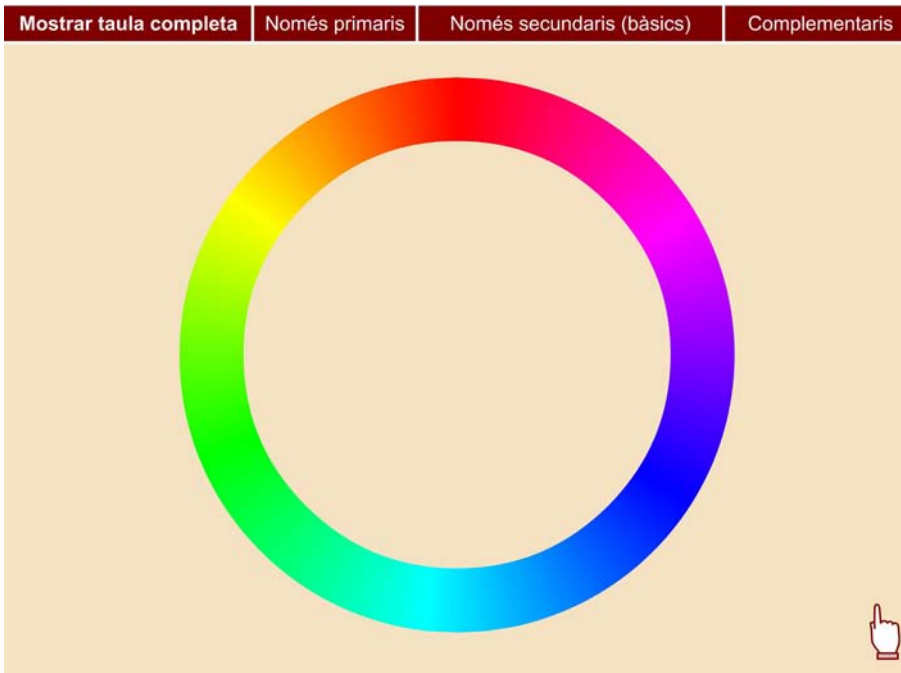 Mostrar taula completa
Només primaris
Només secundaris (bàsics)
Complementaris